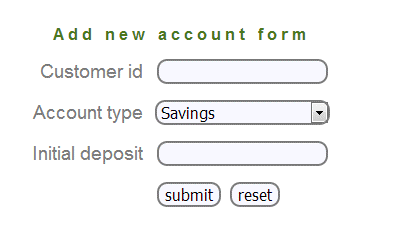 Add new account form
Customer id
Account type Savings
Initial deposit
submit reset